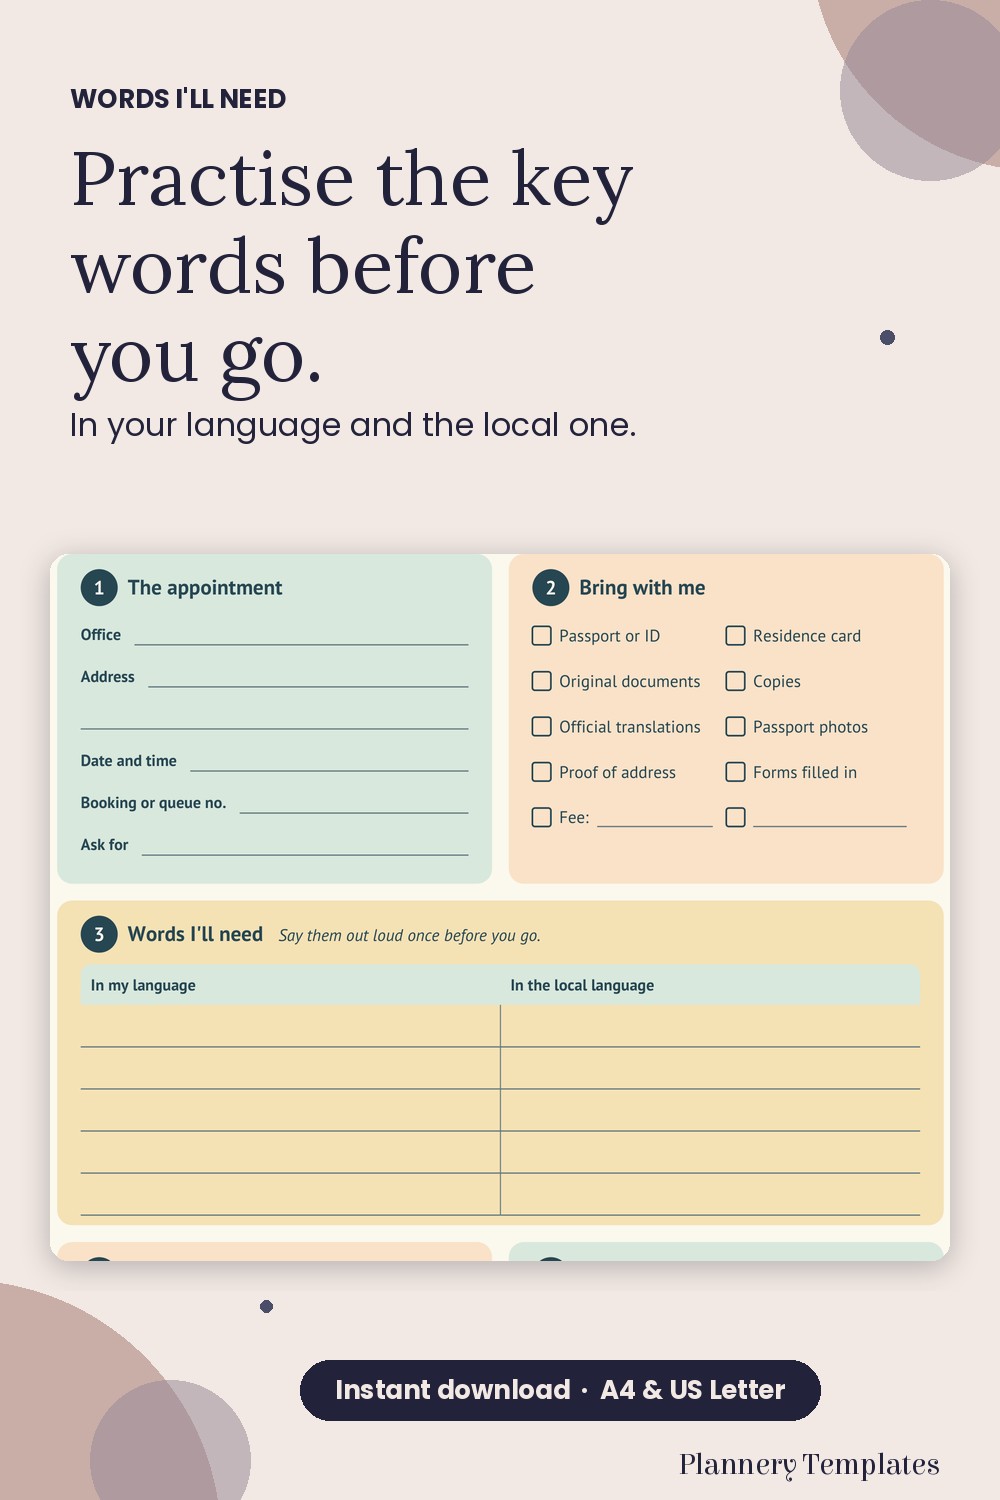 WORDS I'LL NEED
Practise the key
words before
you go.
In your language and the local one.
1 The appointment
Office
Address
Date and time
Booking or queue no.
Ask for
2 Bring with me
Passport or ID
Residence card
Original documents
Copies
Official translations
Passport photos
Proof of address
Forms filled in
Fee:
3 Words I'll need Say them out loud once before you go.
In my language
In the local language
Instant download · A4 & US Letter
Plannery Templates